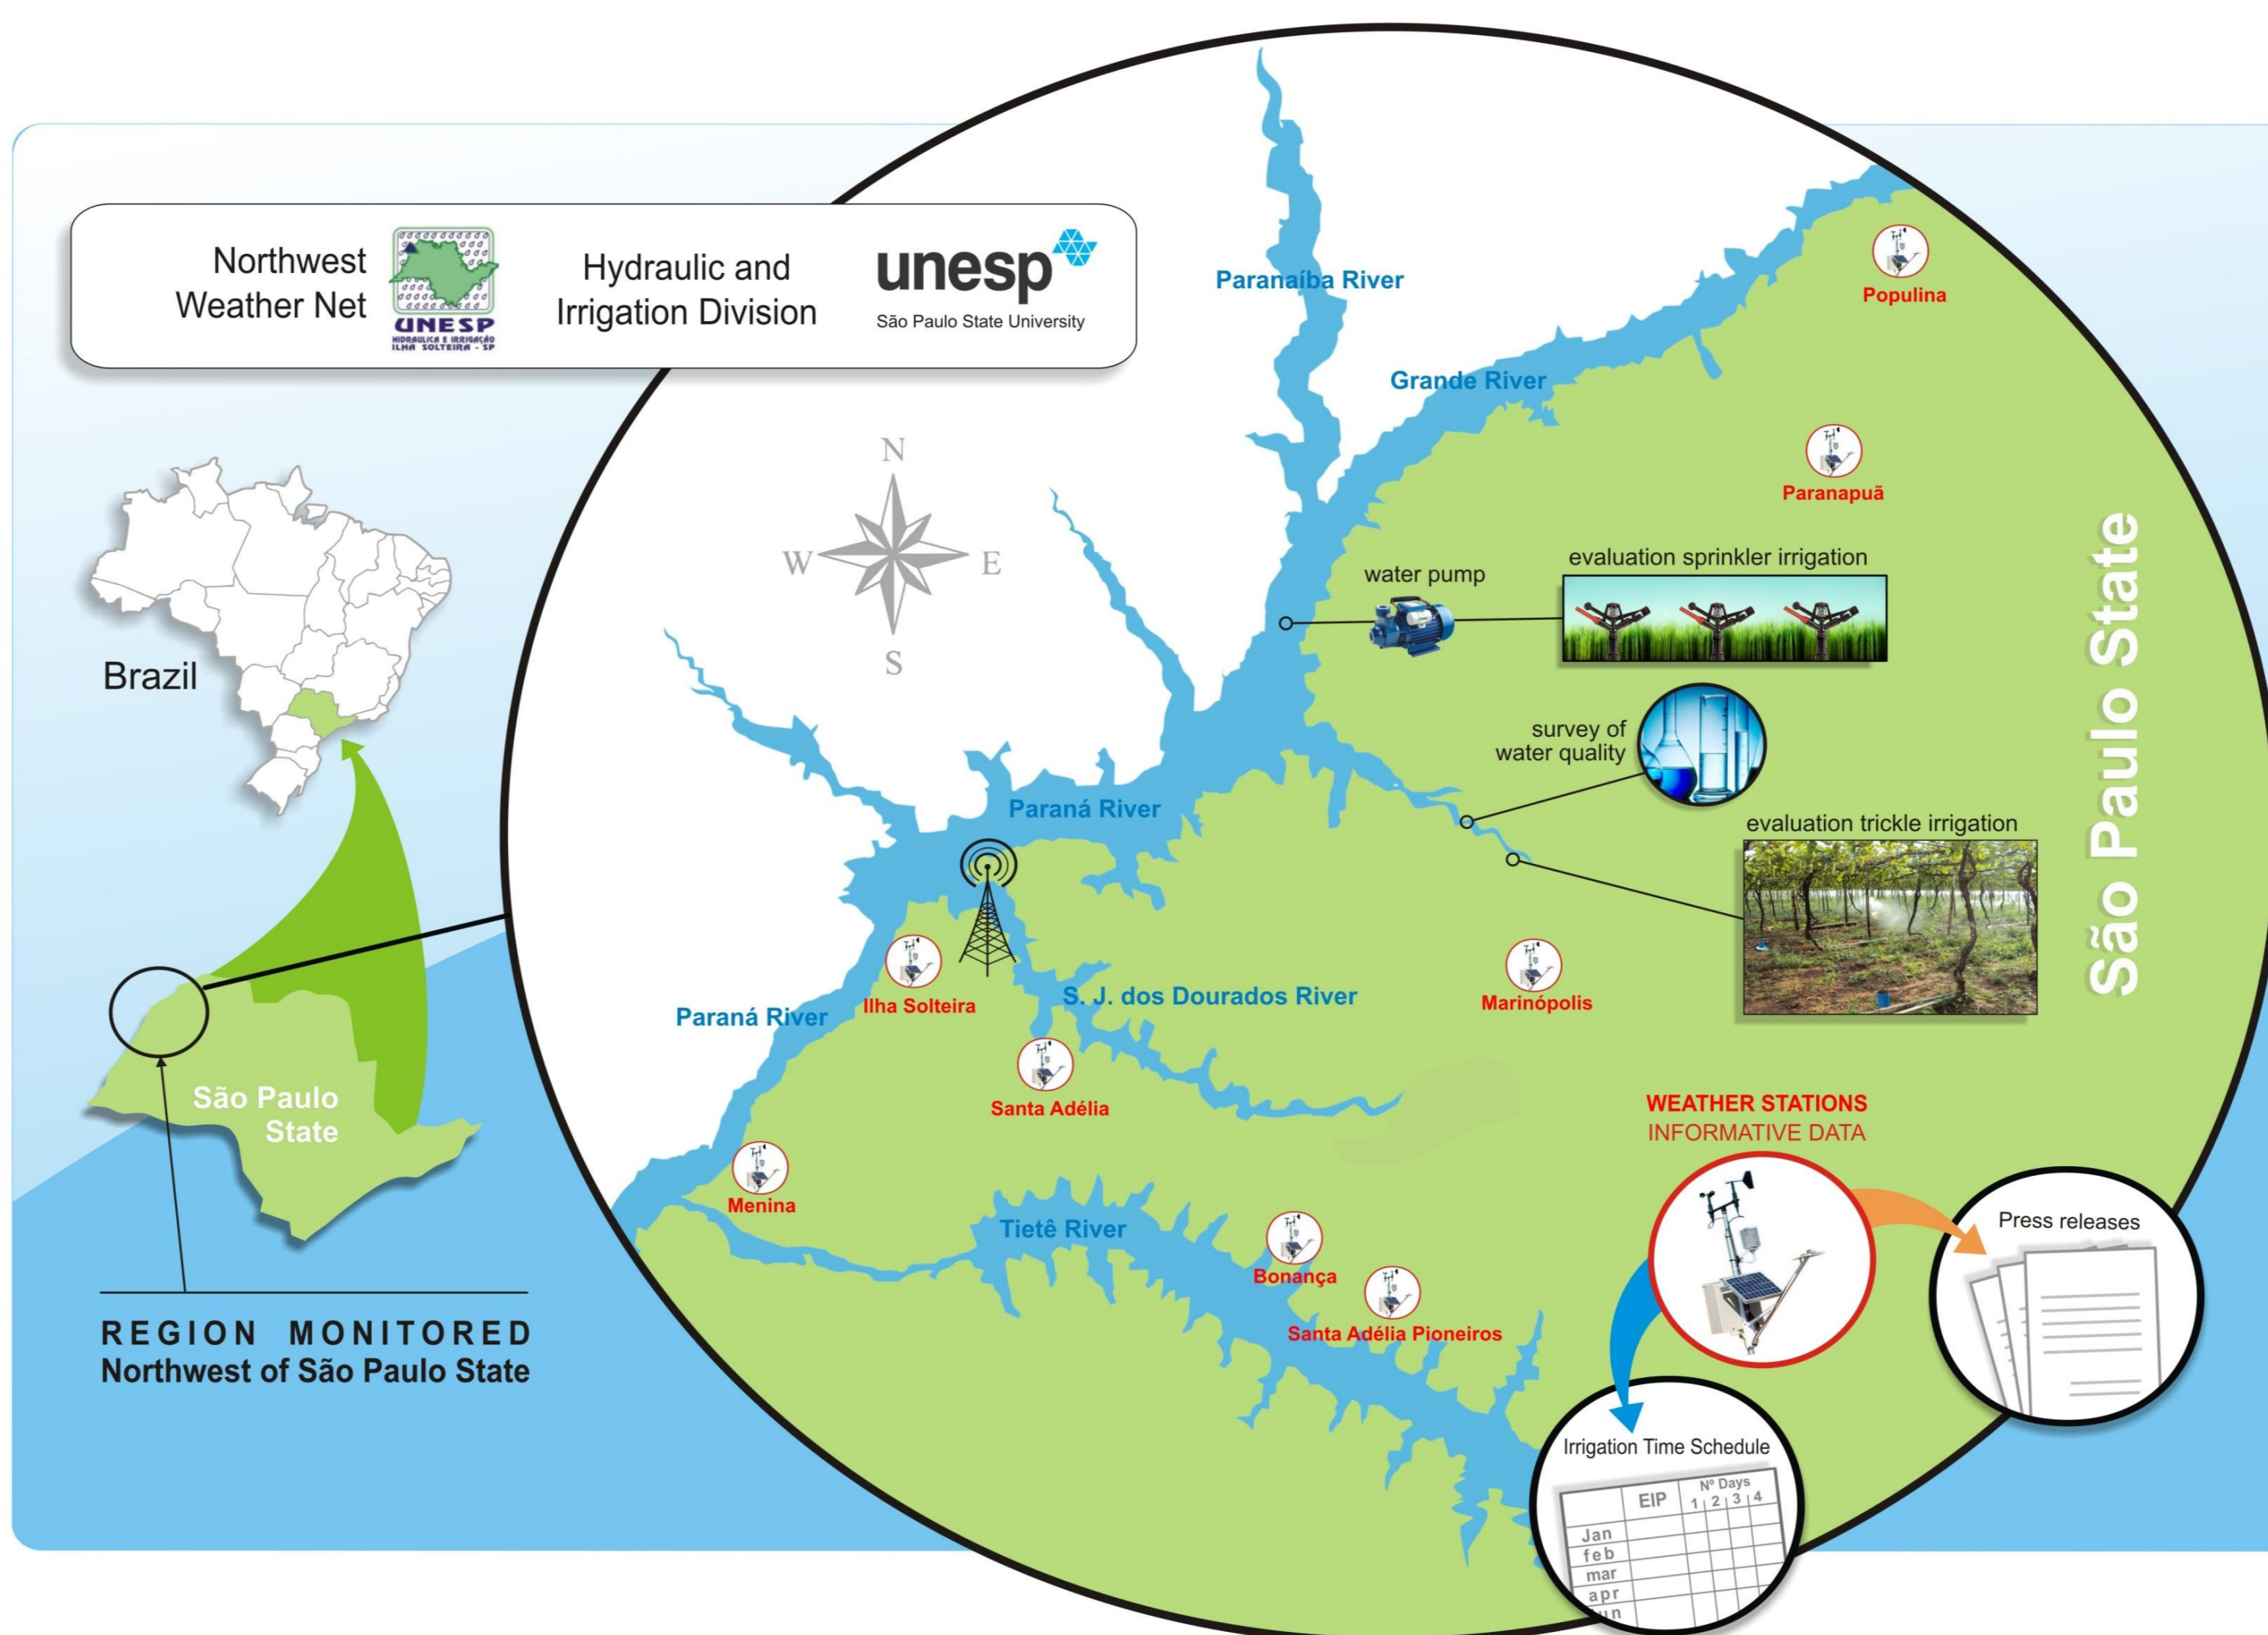 Northwest
Weather Net
UNESP
HIDRÁULICA E IRRIGAÇÃO
ILHA SOLTEIRA - SP
Hydraulic and
Irrigation Division
unesp
São Paulo State University
Brazil
São Paulo
State
REGION MONITORED
Northwest of São Paulo State
N
W
E
S
Paranaíba River
Grande River
Populina
Paranapuã
water pump
evaluation sprinkler irrigation
survey of
water quality
evaluation trickle irrigation
São Paulo State
Paraná River
Paraná River
Ilha Solteira
S. J. dos Dourados River
Marinópolis
Santa Adélia
Menina
Tietê River
Bonança
Santa Adélia Pioneiros
WEATHER STATIONS
INFORMATIVE DATA
Press releases
Irrigation Time Schedule
EIP
Nº Days
1 2 3 4
Jan
feb
mar
apr